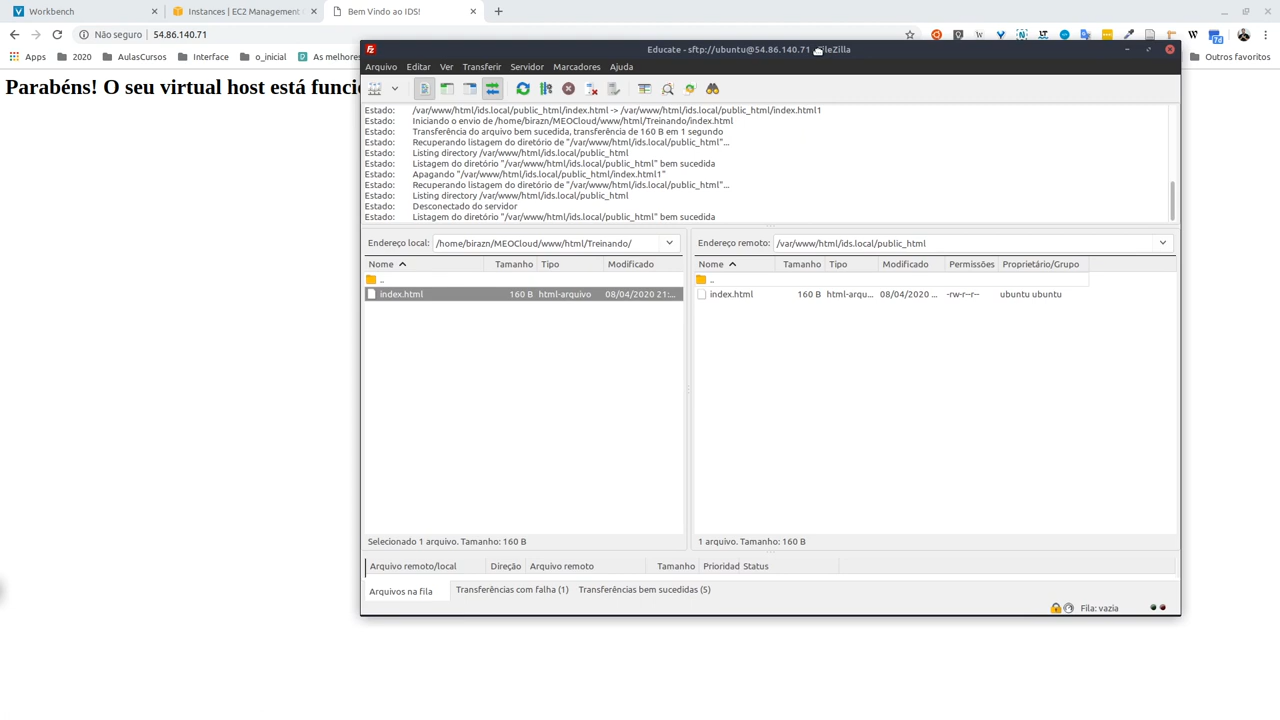 Workbench
Instances | EC2 Management
Bem Vindo ao IDS!
Não seguro
54.86.140.71
Apps
2020
AulasCursos
Interface
o_inicial
As melhore
Outros favoritos
Parabéns! O seu virtual host está funci
Educate - sftp://ubuntu@54.86.140.71 - FileZilla
Arquivo Editar Ver Transferir Servidor Marcadores Ajuda
Estado: /var/www/html/ids.local/public_html/index.html -> /var/www/html/ids.local/public_html/index.html1
Estado: Iniciando o envio de /home/birazn/MEOCloud/www/html/Treinando/index.html
Estado: Transferência do arquivo bem sucedida, transferência de 160 B em 1 segundo
Estado: Recuperando listagem do diretório de "/var/www/html/ids.local/public_html"...
Estado: Listing directory /var/www/html/ids.local/public_html
Estado: Listagem do diretório "/var/www/html/ids.local/public_html" bem sucedida
Estado: Apagando "/var/www/html/ids.local/public_html/index.html1"
Estado: Recuperando listagem do diretório de "/var/www/html/ids.local/public_html"...
Estado: Listing directory /var/www/html/ids.local/public_html
Estado: Desconectado do servidor
Estado: Listagem do diretório "/var/www/html/ids.local/public_html" bem sucedida
Endereço local: /home/birazn/MEOCloud/www/html/Treinando/
Nome Tamanho Tipo Modificado
..
index.html 160 B html-arquivo 08/04/2020 21:...
Selecionado 1 arquivo. Tamanho: 160 B
Endereço remoto: /var/www/html/ids.local/public_html
Nome Tamanho Tipo Modificado Permissões Proprietário/Grupo
..
index.html 160 B html-arqu... 08/04/2020 ... -rw-r--r-- ubuntu ubuntu
1 arquivo. Tamanho: 160 B
Arquivo remoto/local Direção Arquivo remoto Tamanho Prioridad Status
Arquivos na fila Transferências com falha (1) Transferências bem sucedidas (5)
Fila: vazia